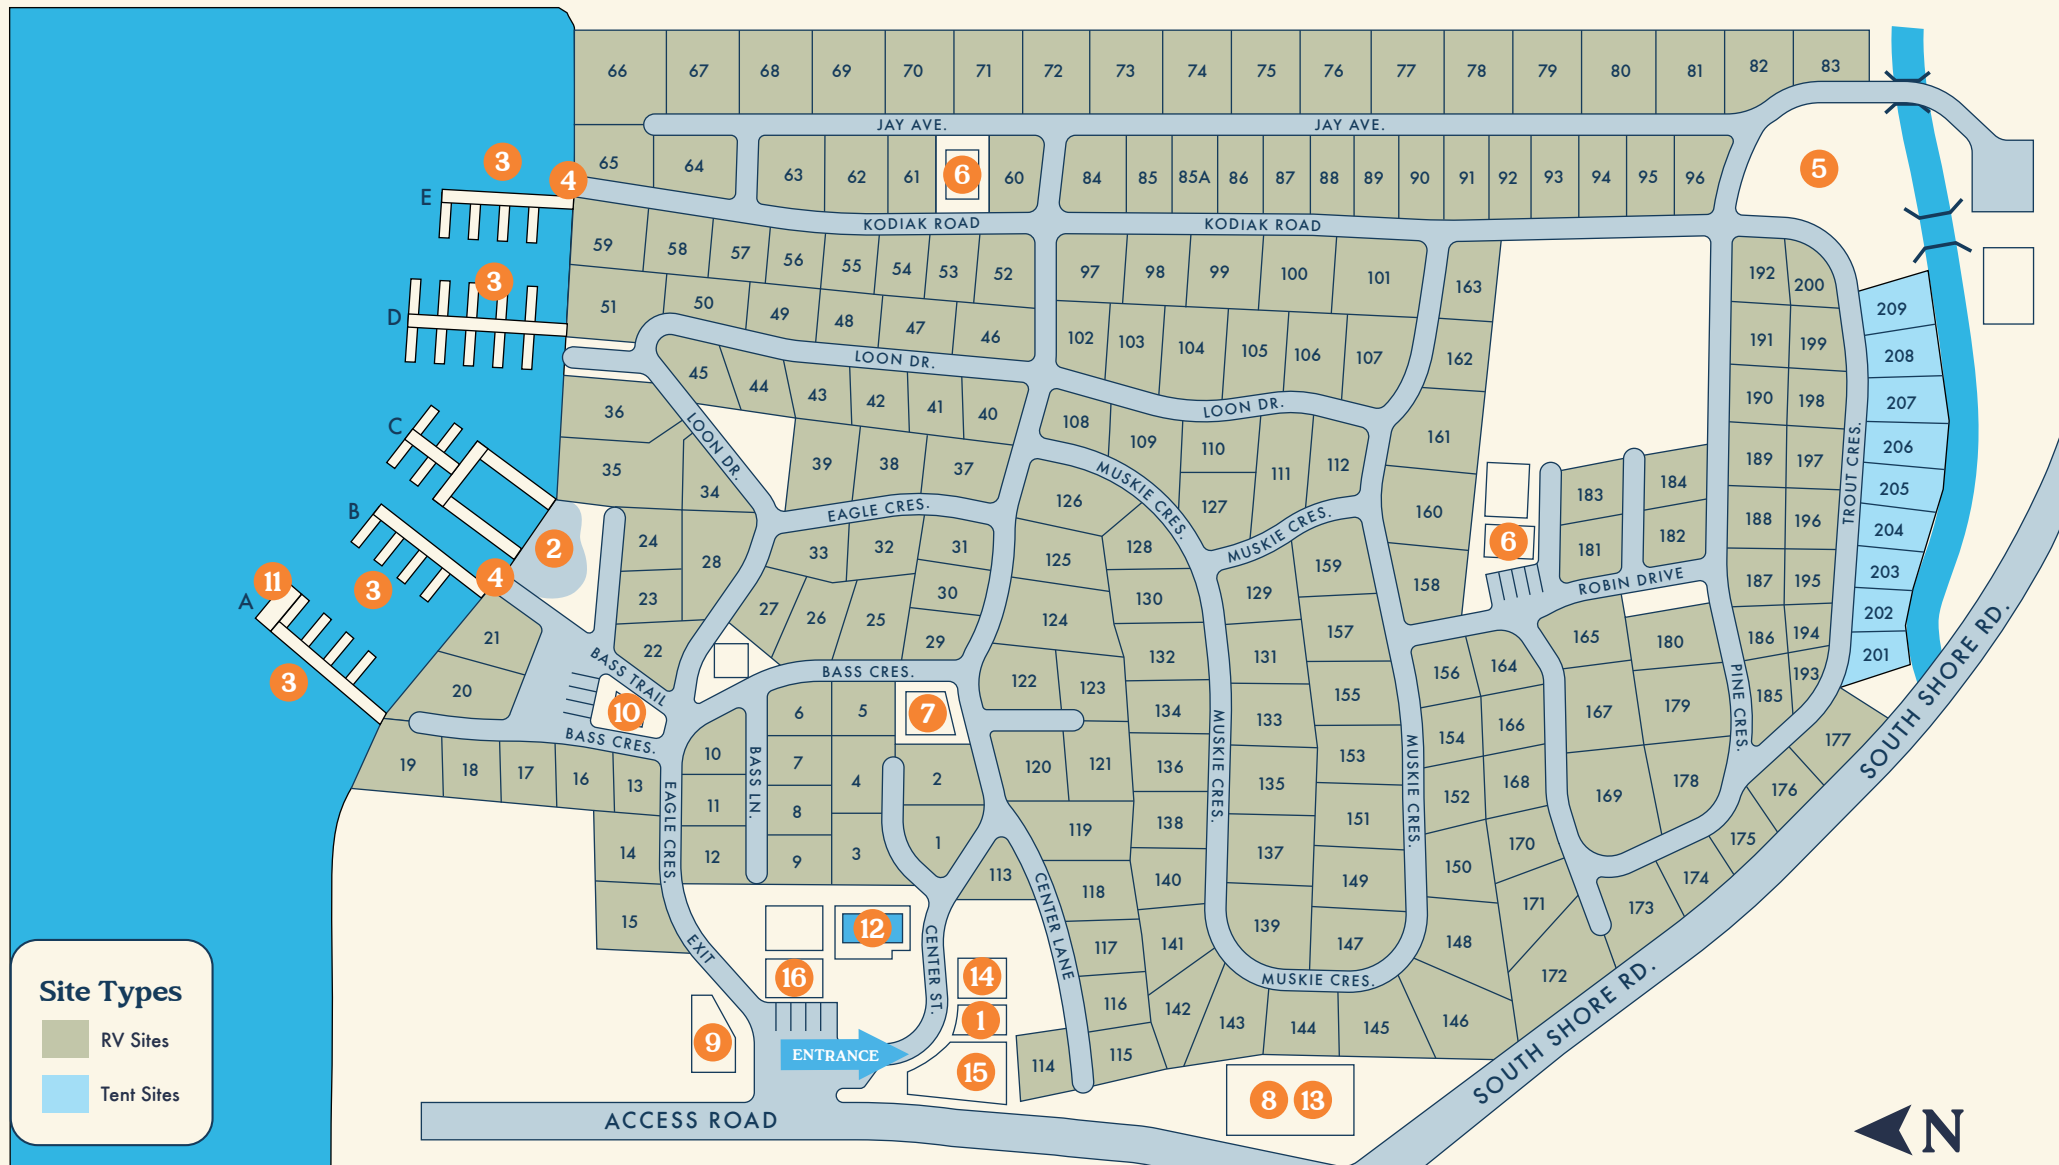 66 67 68 69 70 71 72 73 74 75 76 77 78 79 80 81 82 83
JAY AVE. JAY AVE.
65 64 63 62 61 6 60 84 85 85A 86 87 88 89 90 91 92 93 94 95 96 5
3 4
E
KODIAK ROAD KODIAK ROAD
59 58 57 56 55 54 53 52 97 98 99 100 101 163 192 200
3
D
51 50 49 48 47 46 102 103 104 105 106 107 162 191 199 209
208
LOON DR. LOON DR.
45 44 43 42 41 40 108 109 110 111 112 161 190 198 207
C
36 35 34 39 38 37 189 197 206
LOON DR.
EAGLE CRES.
MUSKIE CRES.
MUSKIE CRES.
TROUT CRES.
126 127 160 183 184 188 196 205
B
2 24 28 33 32 31 125 128 159 158 6 181 182 204
4 3
11
A
3
ROBIN DRIVE
23 27 26 25 30 29 124 130 129 187 195 203
21 22 132 131 157 165 180 186 194 202
20
BASS TRAIL
BASS CRES.
10
BASS CRES.
122 123 156 164 185 193 201
6 5 7 134 133 155 154 166 167 179
PINE CRES.
MUSKIE CRES.
MUSKIE CRES.
SOUTH SHORE RD.
19 18 17 16 13 10 7 4 2 120 121 136 135 153 152 168 169 178 177 176
EAGLE CRES.
BASS LN.
11 8 119 138 151 170 175
14 12 9 3 1 113 118 140 137 149 150 174
15 171 173
EXIT
12
CENTER ST.
CENTER LANE
117 141 139 147 148 172
16 14
MUSKIE CRES.
116 142 143 144 145 146
9 1
ENTRANCE
15 114 115
8 13
SOUTH SHORE RD.
ACCESS ROAD
Site Types
RV Sites
Tent Sites
N